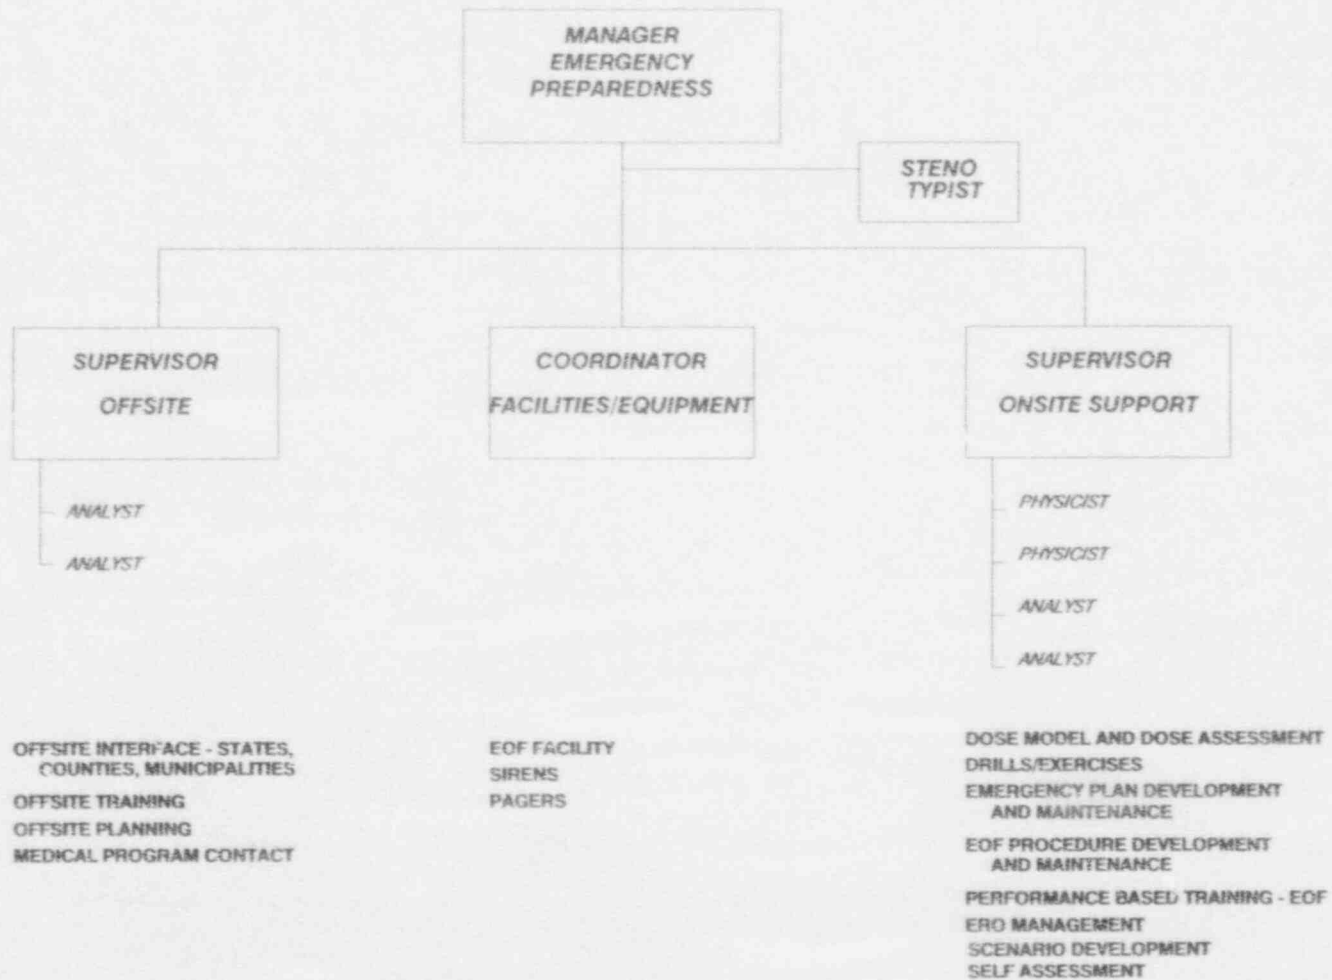 MANAGER
EMERGENCY
PREPAREDNESS
STENO
TYPIST
SUPERVISOR
OFFSITE
COORDINATOR
FACILITIES/EQUIPMENT
SUPERVISOR
ONSITE SUPPORT
ANALYST
ANALYST
PHYSICIST
PHYSICIST
ANALYST
ANALYST
OFFSITE INTERFACE - STATES,
COUNTIES, MUNICIPALITIES
OFFSITE TRAINING
OFFSITE PLANNING
MEDICAL PROGRAM CONTACT
EOF FACILITY
SIRENS
PAGERS
DOSE MODEL AND DOSE ASSESSMENT
DRILLS/EXERCISES
EMERGENCY PLAN DEVELOPMENT
AND MAINTENANCE
EOF PROCEDURE DEVELOPMENT
AND MAINTENANCE
PERFORMANCE BASED TRAINING - EOF
ERO MANAGEMENT
SCENARIO DEVELOPMENT
SELF ASSESSMENT